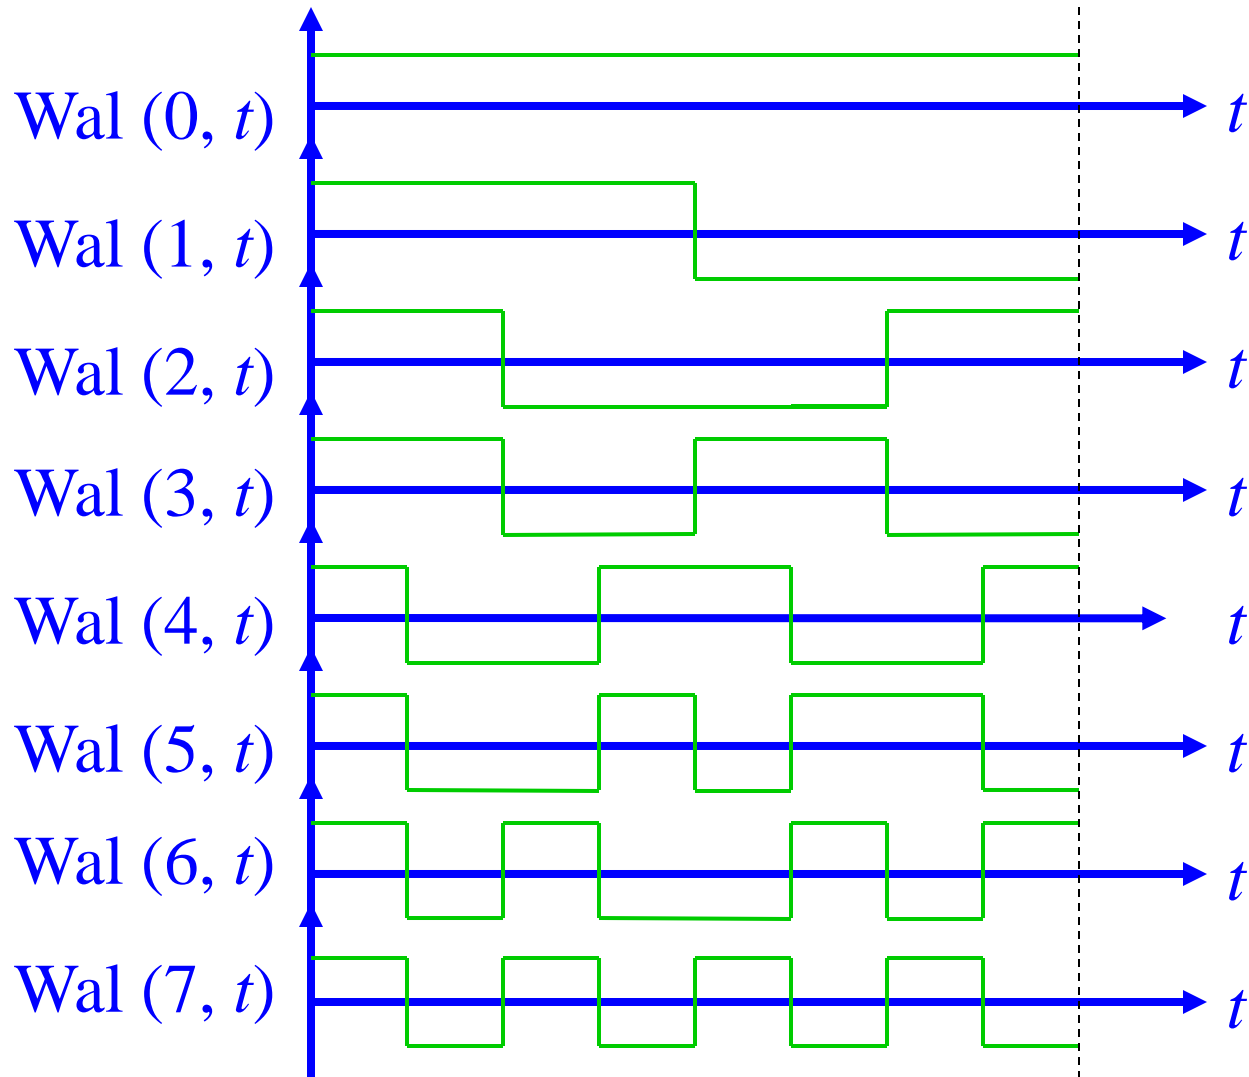 Wal (0, t) t
Wal (1, t) t
Wal (2, t) t
Wal (3, t) t
Wal (4, t) t
Wal (5, t) t
Wal (6, t) t
Wal (7, t) t